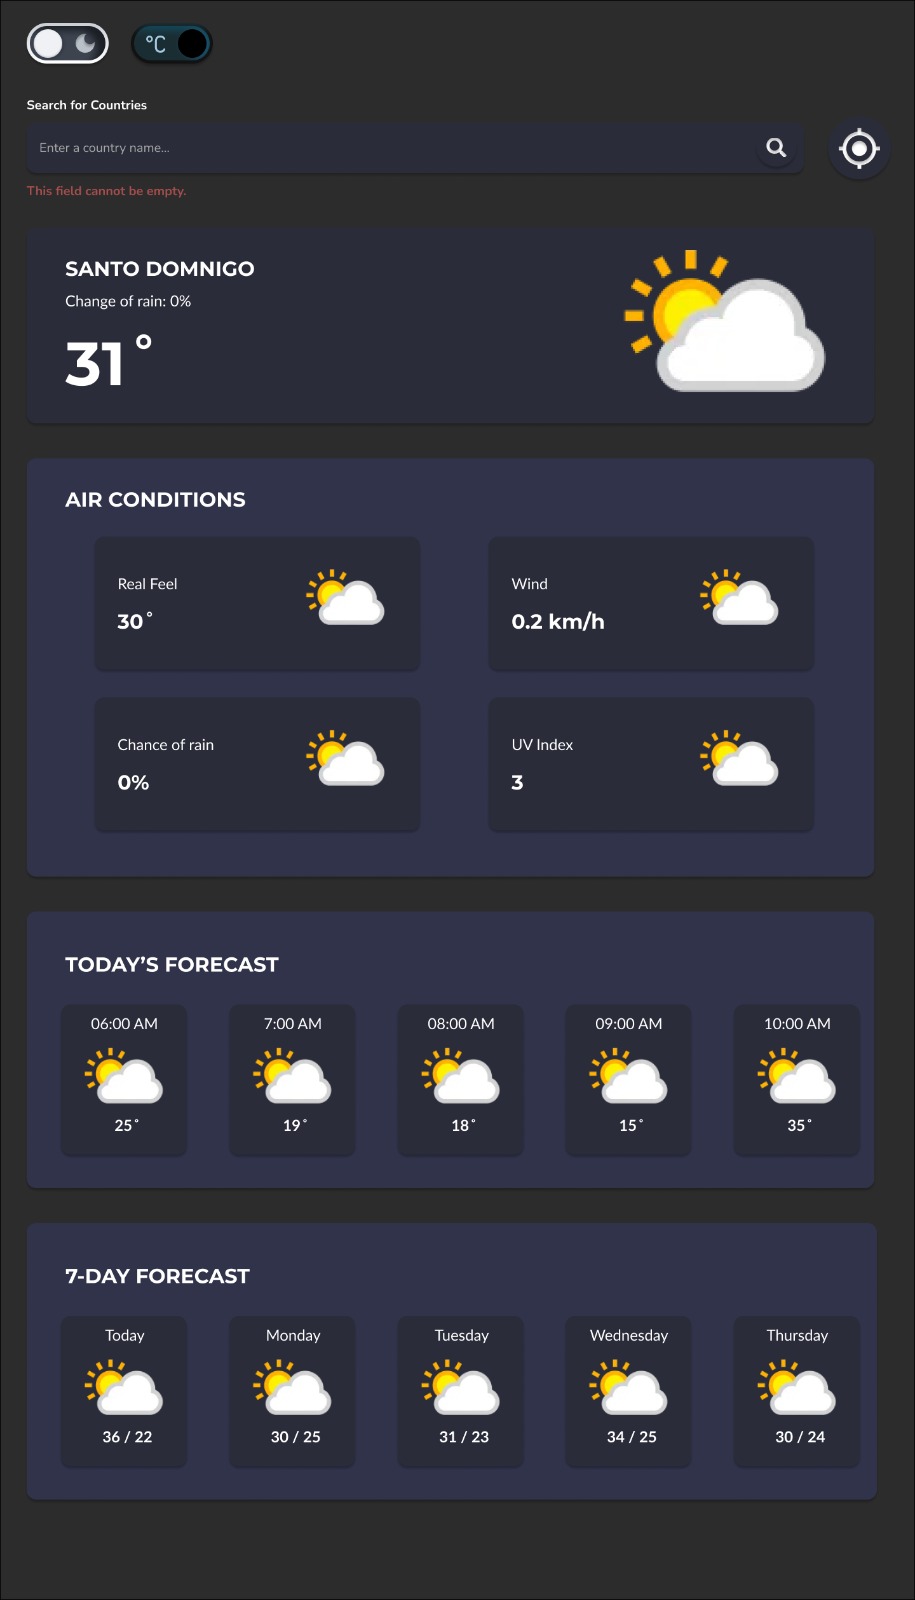 °C
Search for Countries
Enter a country name...
This field cannot be empty.
SANTO DOMNIGO
Change of rain: 0%
31°
AIR CONDITIONS
Real Feel
30°
Wind
0.2 km/h
Chance of rain
0%
UV Index
3
TODAY’S FORECAST
06:00 AM 7:00 AM 08:00 AM 09:00 AM 10:00 AM
25° 19° 18° 15° 35°
7-DAY FORECAST
Today Monday Tuesday Wednesday Thursday
36 / 22 30 / 25 31 / 23 34 / 25 30 / 24